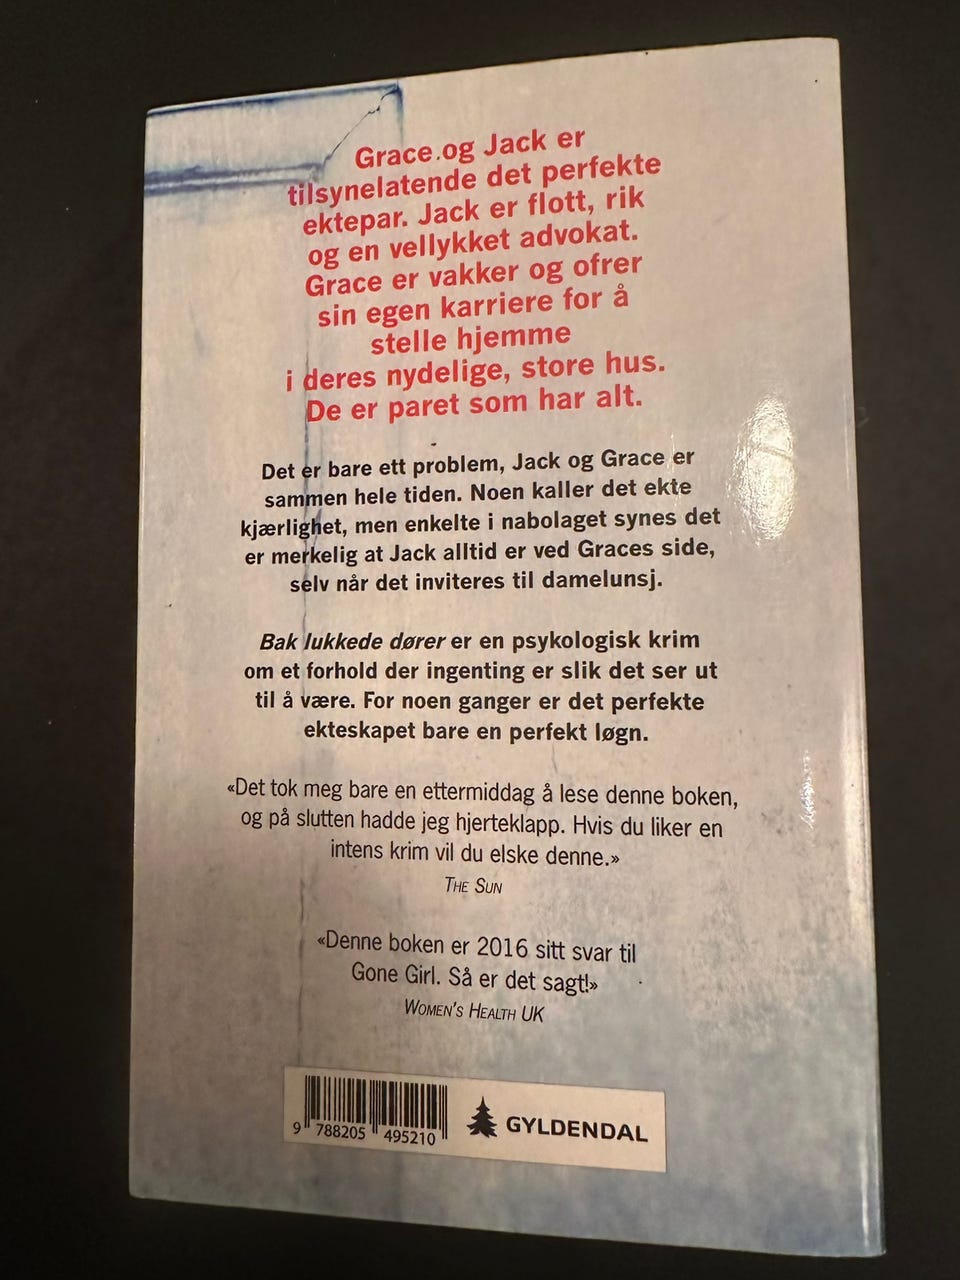 Grace og Jack er
tilsynelatende det perfekte
ektepar. Jack er flott, rik
og en vellykket advokat.
Grace er vakker og ofrer
sin egen karriere for å
stelle hjemme
i deres nydelige, store hus.
De er paret som har alt.
Det er bare ett problem, Jack og Grace er
sammen hele tiden. Noen kaller det ekte
kjærlighet, men enkelte i nabolaget synes det
er merkelig at Jack alltid er ved Graces side,
selv når det inviteres til damelunsj.
Bak lukkede dører er en psykologisk krim
om et forhold der ingenting er slik det ser ut
til å være. For noen ganger er det perfekte
ekteskapet bare en perfekt løgn.
«Det tok meg bare en ettermiddag å lese denne boken,
og på slutten hadde jeg hjerteklapp. Hvis du liker en
intens krim vil du elske denne.»
THE SUN
«Denne boken er 2016 sitt svar til
Gone Girl. Så er det sagt!»
WOMEN'S HEALTH UK
9 788205 495210
GYLDENDAL